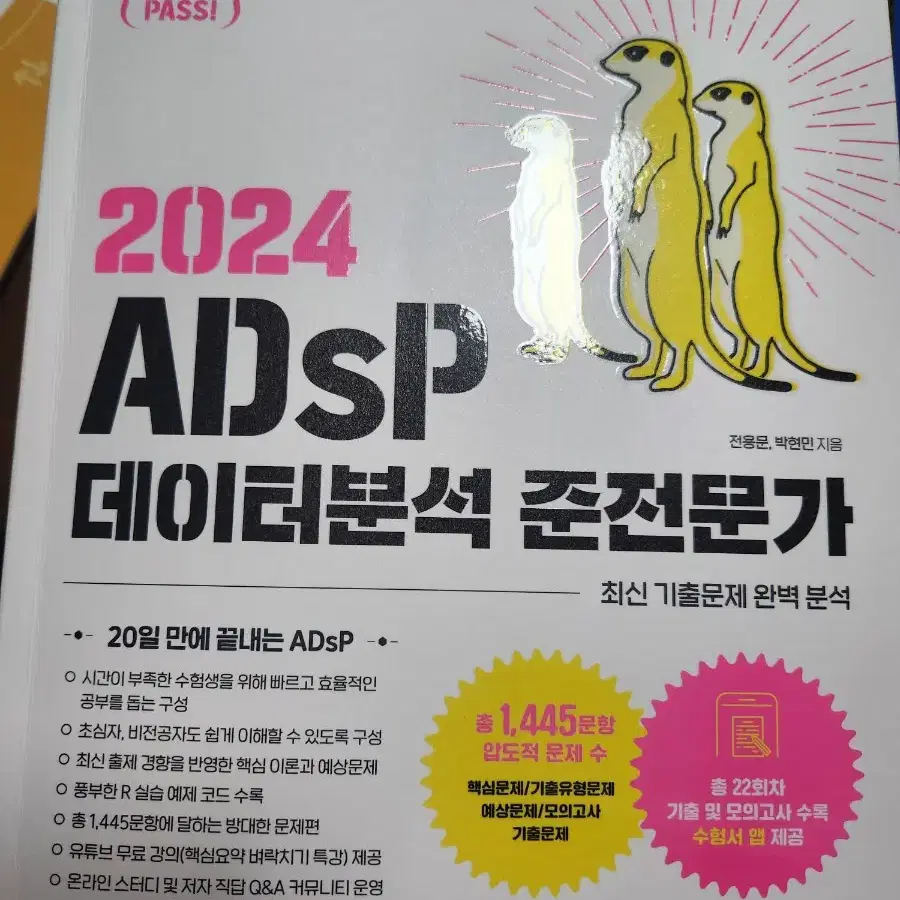 PASS!
2024
ADsP
전용문, 박현민 지음
데이터분석 준전문가
최신 기출문제 완벽 분석
20일 만에 끝내는 ADsP
시간이 부족한 수험생을 위해 빠르고 효율적인
공부를 돕는 구성
초심자, 비전공자도 쉽게 이해할 수 있도록 구성
최신 출제 경향을 반영한 핵심 이론과 예상문제
풍부한 R 실습 예제 코드 수록
총 1,445문항에 달하는 방대한 문제편
유튜브 무료 강의(핵심요약 벼락치기 특강) 제공
온라인 스터디 및 저자 직답 Q&A 커뮤니티 운영
총 1,445문항
압도적 문제 수
핵심문제/기출유형문제
예상문제/모의고사
기출문제
총 22회차
기출 및 모의고사 수록
수험서 앱 제공